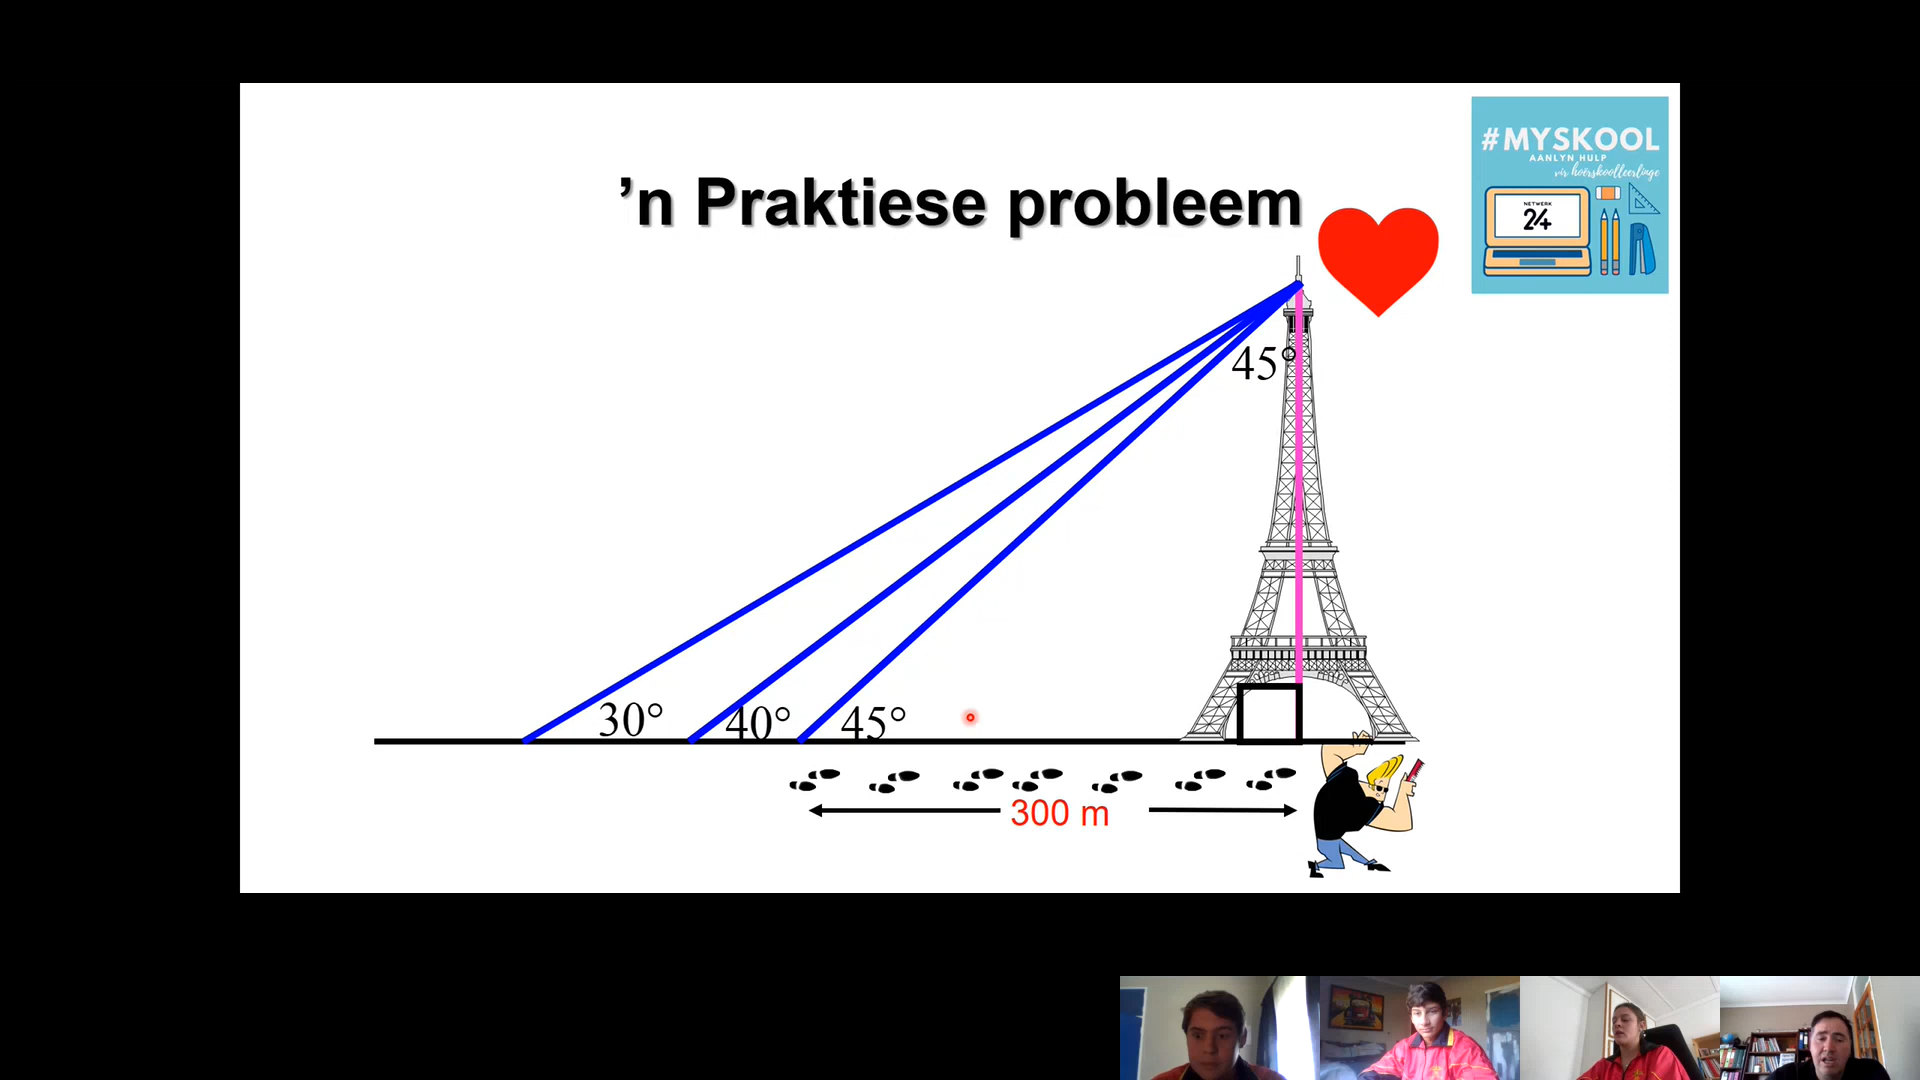 ’n Praktiese probleem
#MYSKOOL
AANLYN HULP
vir hoërskoolleerlinge
NETWERK
24
45°
30°
40°
45°
300 m